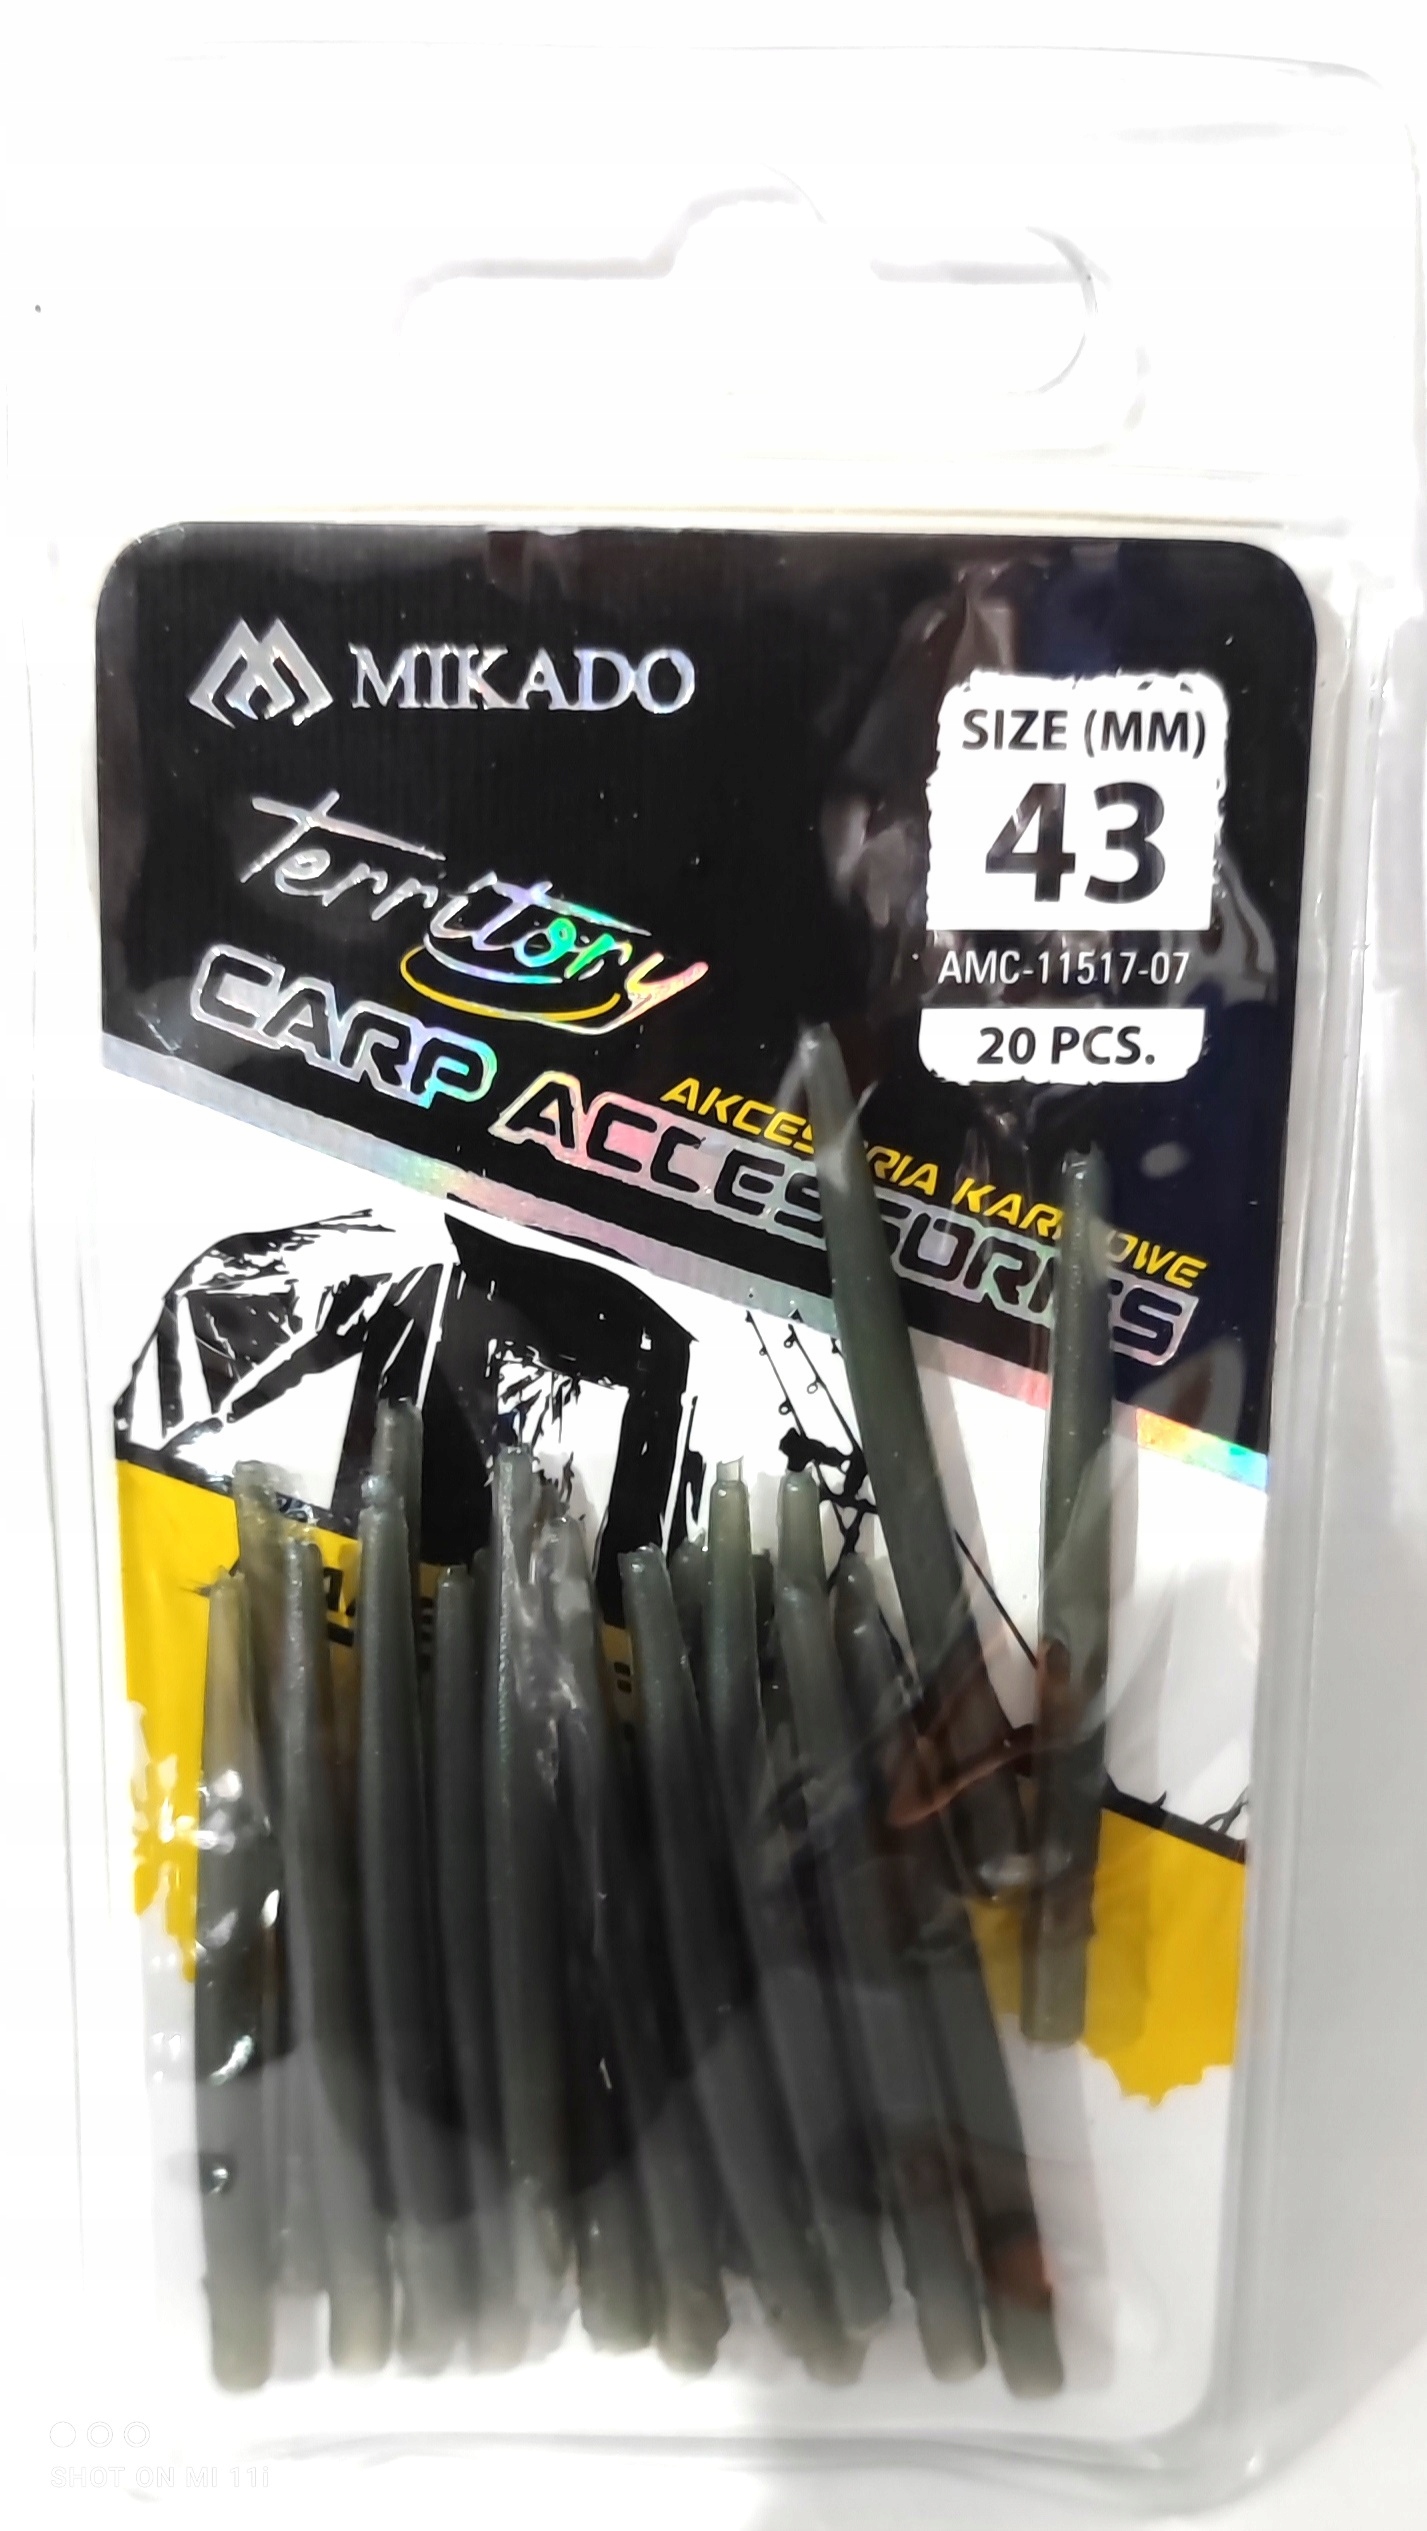 MIKADO
SIZE (MM)
43
AMC-11517-07
20 PCS.
Territory
CARP ACCESSORIES
AKCESORIA KARPIOWE
SHOT ON MI 11i